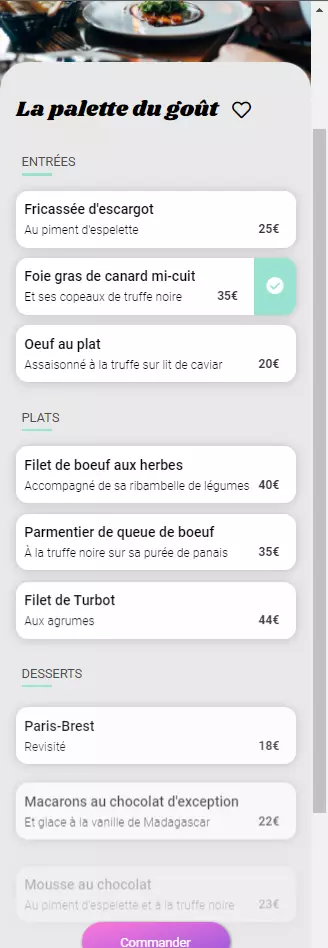 La palette du goût
ENTRÉES
Fricassée d'escargot
Au piment d'espelette 25€
Foie gras de canard mi-cuit
Et ses copeaux de truffe noire 35€
Oeuf au plat
Assaisonné à la truffe sur lit de caviar 20€
PLATS
Filet de boeuf aux herbes
Accompagné de sa ribambelle de légumes 40€
Parmentier de queue de boeuf
À la truffe noire sur sa purée de panais 35€
Filet de Turbot
Aux agrumes 44€
DESSERTS
Paris-Brest
Revisité 18€
Macarons au chocolat d'exception
Et glace à la vanille de Madagascar 22€
Mousse au chocolat
Au piment d'espelette et à la truffe noire 23€
Commander